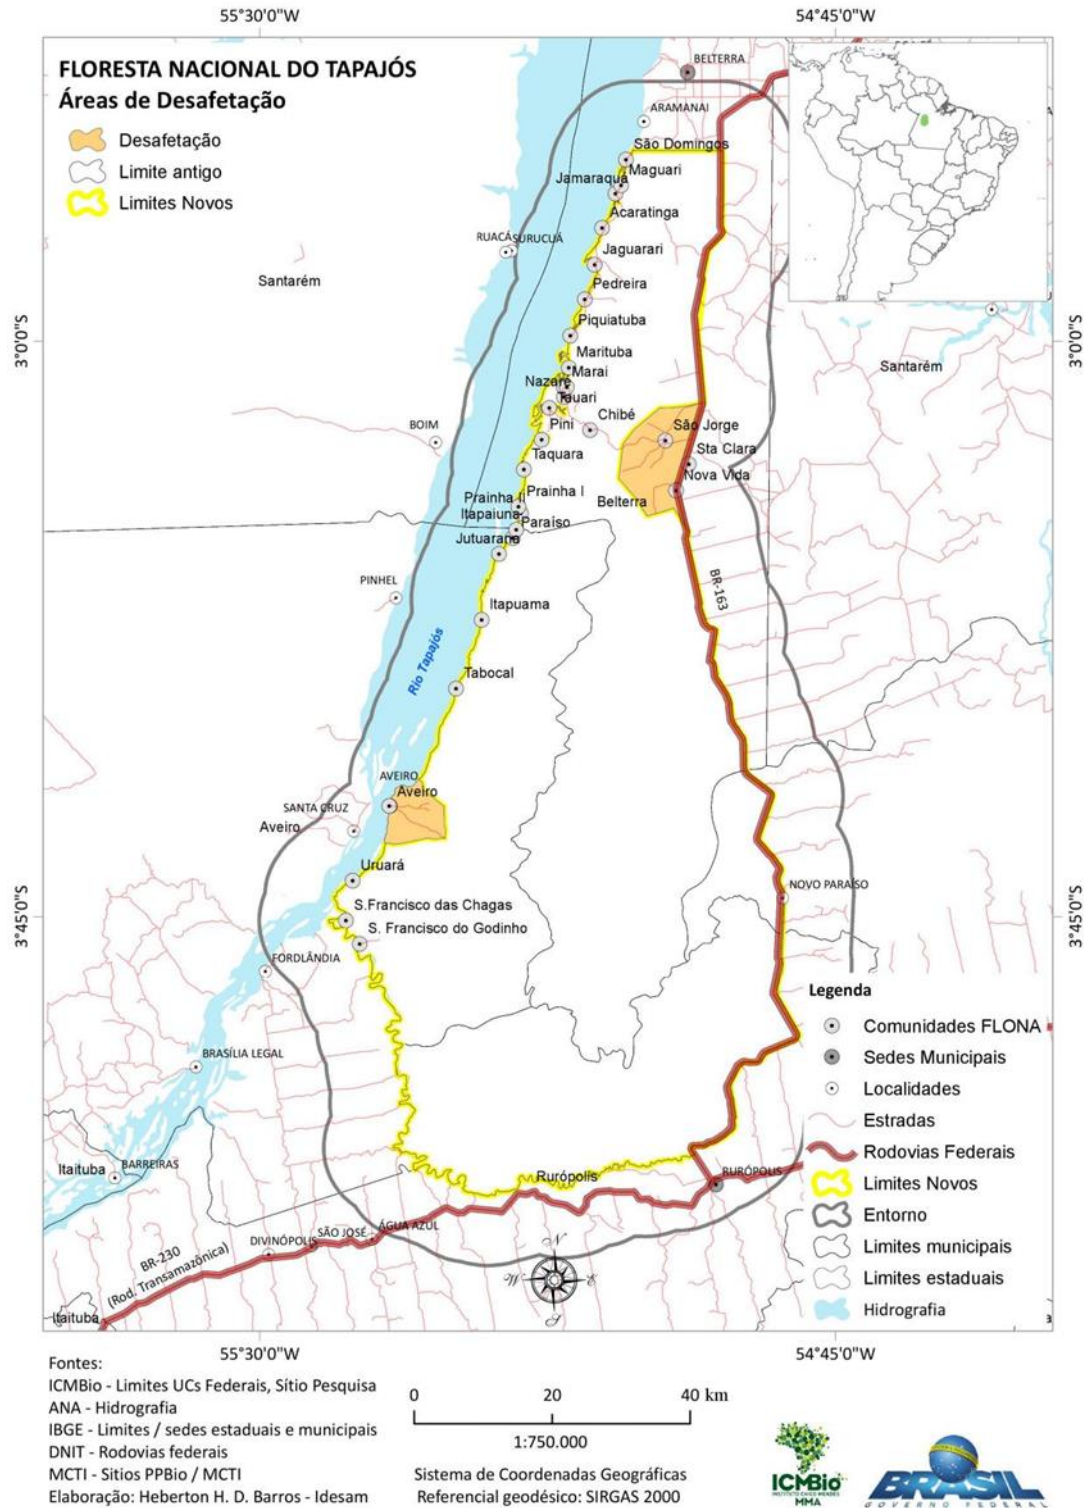 55°30'0"W
54°45'0"W
FLORESTA NACIONAL DO TAPAJÓS
Áreas de Desafetação
Desafetação
Limite antigo
Limites Novos
BELTERRA
ARAMANAI
São Domingos
Maguari
Jamaraquá
Acaratinga
RUACÁ
SURUCUÁ
Jaguarari
Santarém
Pedreira
Piquiatuba
3°0'0"S
3°0'0"S
Marituba
Santarém
Marai
Nazaré
Tauari
Chibé
BOIM
Pini
São Jorge
Sta Clara
Taquara
Nova Vida
Prainha I
Prainha II
Belterra
Itapaiuna
Paraíso
Jutuarana
PINHEL
BR-163
Itapuama
Rio Tapajós
Tabocal
AVEIRO
Aveiro
SANTA CRUZ
Aveiro
Uruará
NOVO PARAÍSO
S.Francisco das Chagas
3°45'0"S
3°45'0"S
S. Francisco do Godinho
FORDLÂNDIA
BRASÍLIA LEGAL
Itaituba
BARREIRAS
Rurópolis
RURÓPOLIS
ÁGUA AZUL
SÃO JOSÉ
DIVINÓPOLIS
BR-230
(Rod. Transamazônica)
Itaituba
N
W
E
S
Legenda
Comunidades FLONA
Sedes Municipais
Localidades
Estradas
Rodovias Federais
Limites Novos
Entorno
Limites municipais
Limites estaduais
Hidrografia
55°30'0"W
54°45'0"W
Fontes:
ICMBio - Limites UCs Federais, Sítio Pesquisa
ANA - Hidrografia
IBGE - Limites / sedes estaduais e municipais
DNIT - Rodovias federais
MCTI - Sitios PPBio / MCTI
Elaboração: Heberton H. D. Barros - Idesam
0 20 40 km
1:750.000
Sistema de Coordenadas Geográficas
Referencial geodésico: SIRGAS 2000
ICMBio
INSTITUTO CHICO MENDES
MMA
BRASIL
GOVERNO FEDERAL